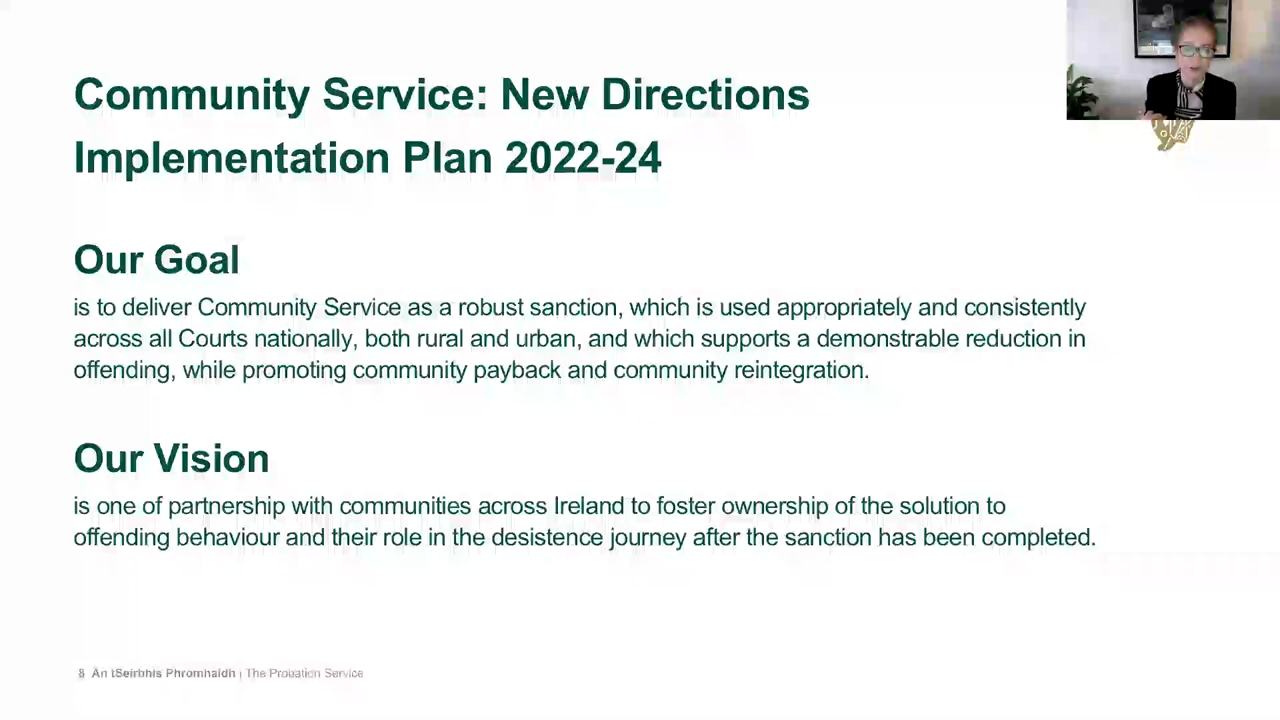 Community Service: New Directions
Implementation Plan 2022-24
Our Goal
is to deliver Community Service as a robust sanction, which is used appropriately and consistently
across all Courts nationally, both rural and urban, and which supports a demonstrable reduction in
offending, while promoting community payback and community reintegration.
Our Vision
is one of partnership with communities across Ireland to foster ownership of the solution to
offending behaviour and their role in the desistence journey after the sanction has been completed.
8 An tSeirbhís Phromhaidh | The Probation Service